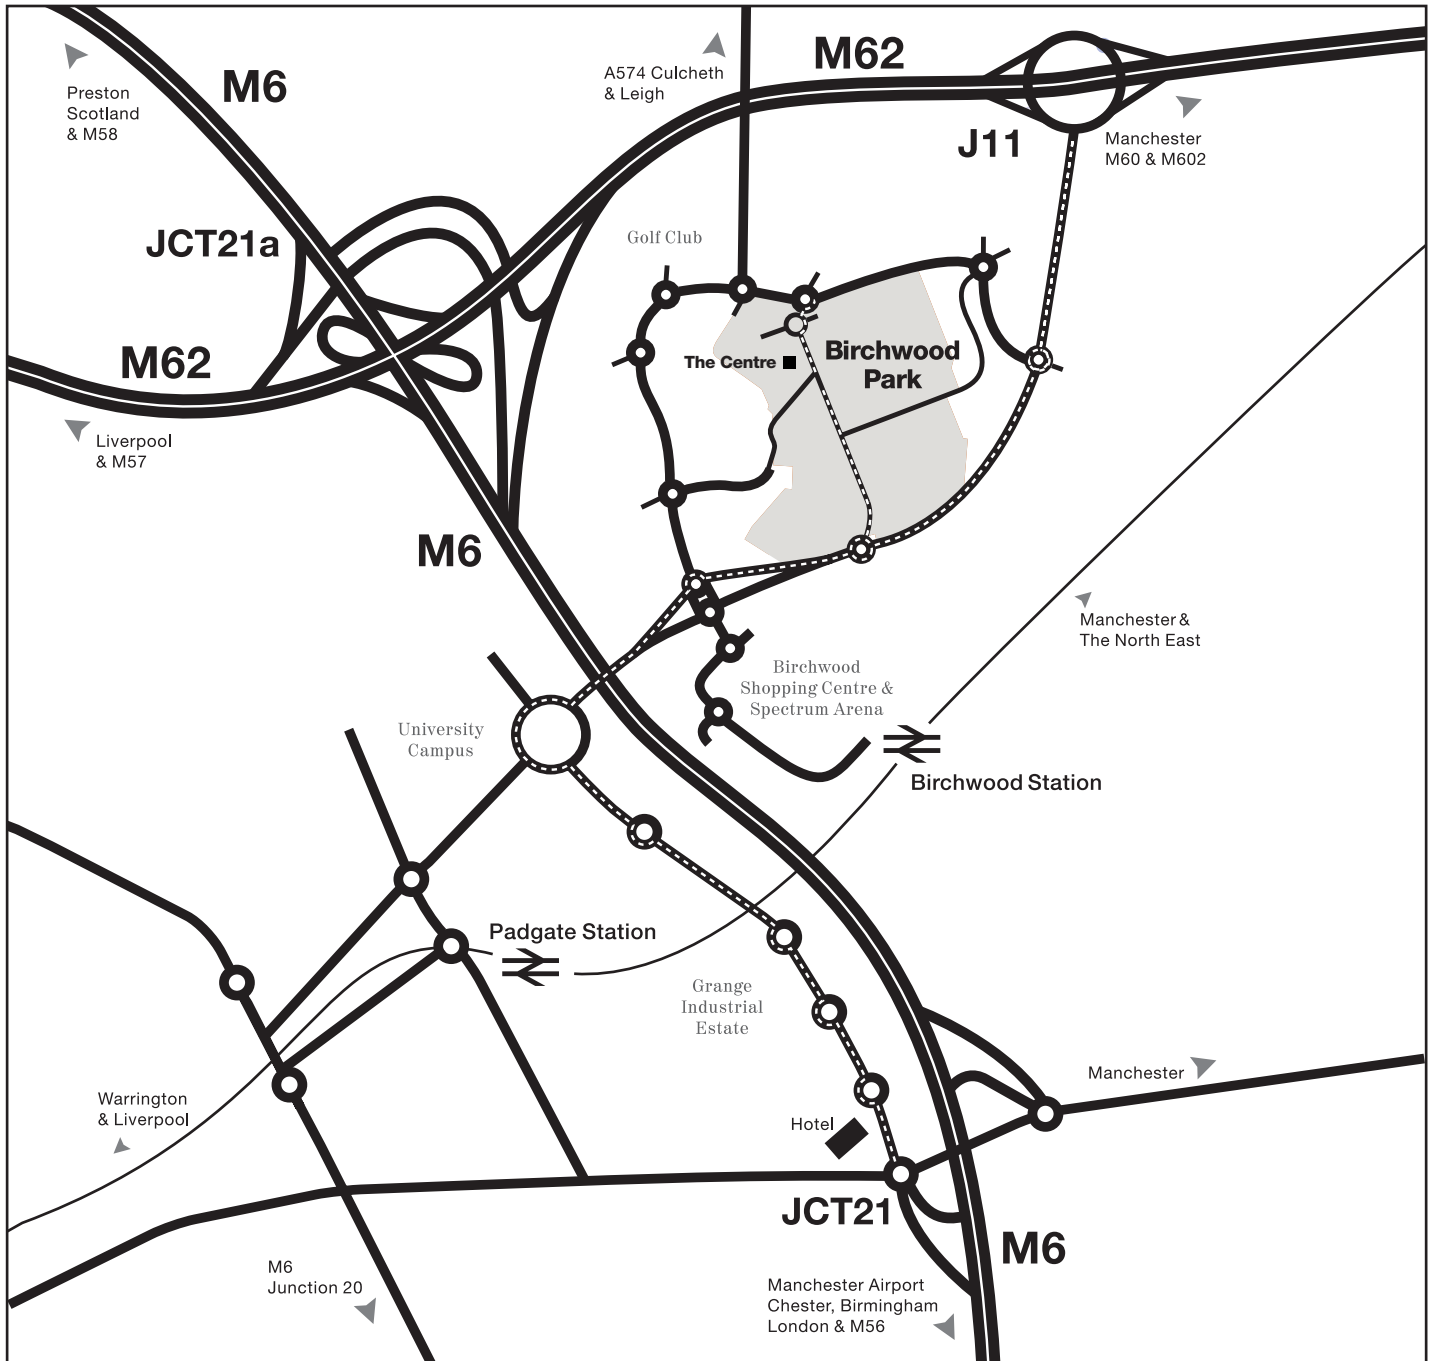 M62
M6
A574 Culcheth
& Leigh
Preston
Scotland
& M58
J11
Manchester
M60 & M602
JCT21a
Golf Club
M62
The Centre
Birchwood
Park
Liverpool
& M57
M6
Manchester &
The North East
Birchwood
Shopping Centre &
Spectrum Arena
University
Campus
Birchwood Station
Padgate Station
Grange
Industrial
Estate
Manchester
Warrington
& Liverpool
Hotel
JCT21
M6
M6
Junction 20
Manchester Airport
Chester, Birmingham
London & M56